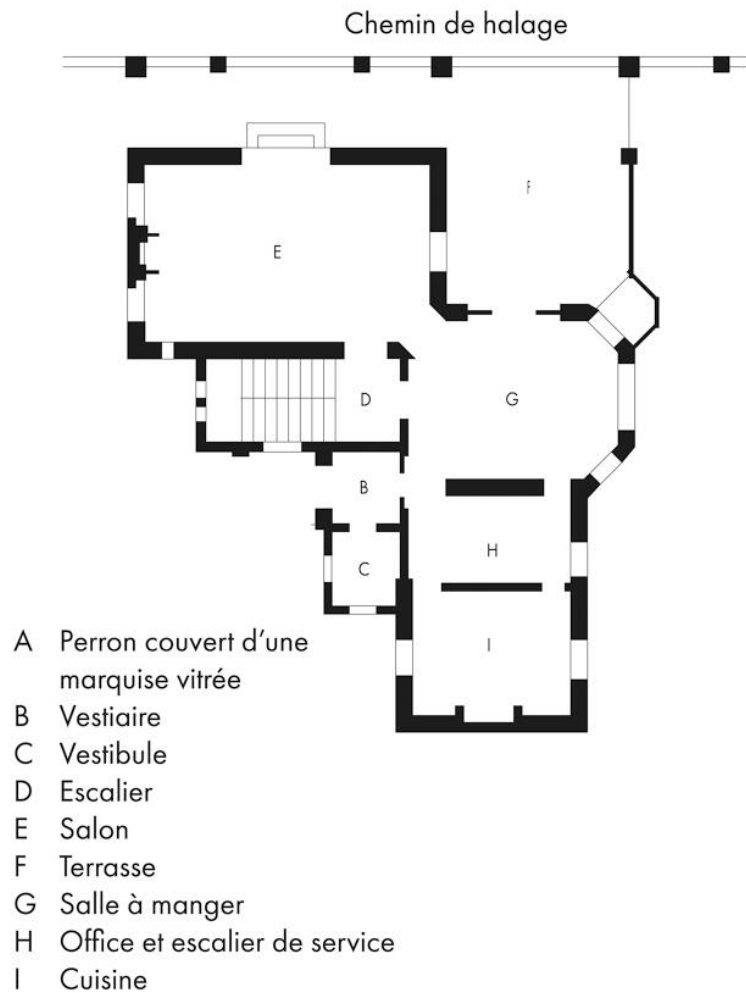 Chemin de halage
F
E
D
G
B
H
C
I
A Perron couvert d'une
marquise vitrée
B Vestiaire
C Vestibule
D Escalier
E Salon
F Terrasse
G Salle à manger
H Office et escalier de service
I Cuisine